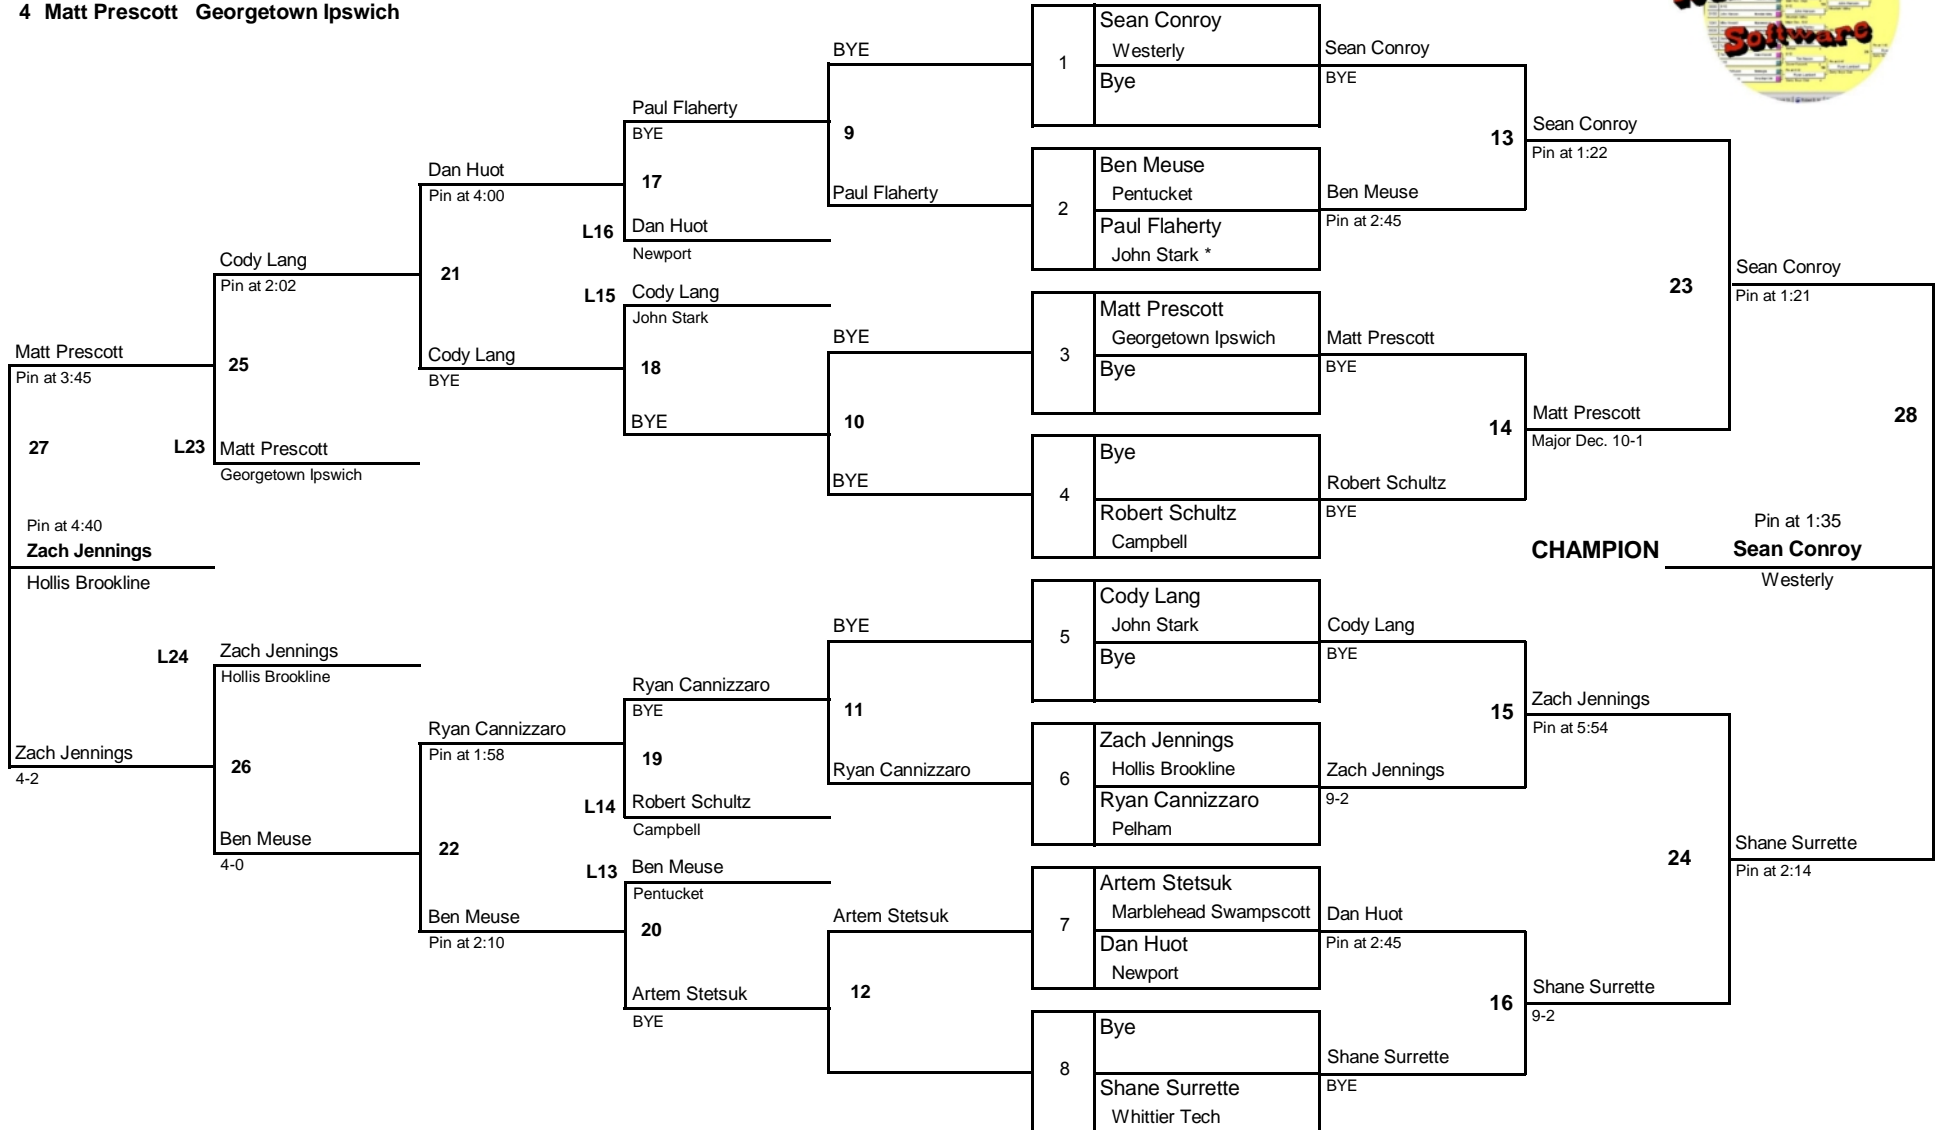 4 Matt Prescott Georgetown Ipswich
Software
BYE
9
Paul Flaherty
BYE
17
Paul Flaherty
Dan Huot
Pin at 4:00
L16 Dan Huot
Newport
21
Cody Lang
Pin at 2:02
L15 Cody Lang
John Stark
18
BYE
Cody Lang
BYE
BYE
10
BYE
Matt Prescott
Pin at 3:45
25
L23 Matt Prescott
Georgetown Ipswich
27
Pin at 4:40
Zach Jennings
Hollis Brookline
L24 Zach Jennings
Hollis Brookline
26
Zach Jennings
4-2
Ben Meuse
4-0
Ryan Cannizzaro
Pin at 1:58
22
Ben Meuse
Pin at 2:10
Ryan Cannizzaro
BYE
19
L14 Robert Schultz
Campbell
L13 Ben Meuse
Pentucket
20
Artem Stetsuk
BYE
BYE
11
Ryan Cannizzaro
Artem Stetsuk
12
1
Sean Conroy
Westerly
Bye
2
Ben Meuse
Pentucket
Paul Flaherty
John Stark *
3
Matt Prescott
Georgetown Ipswich
Bye
4
Bye
Robert Schultz
Campbell
5
Cody Lang
John Stark
Bye
6
Zach Jennings
Hollis Brookline
Ryan Cannizzaro
Pelham
7
Artem Stetsuk
Marblehead Swampscott
Dan Huot
Newport
8
Bye
Shane Surrette
Whittier Tech
Sean Conroy
BYE
13
Ben Meuse
Pin at 2:45
Matt Prescott
BYE
14
Robert Schultz
BYE
Cody Lang
BYE
15
Zach Jennings
9-2
Dan Huot
Pin at 2:45
16
Shane Surrette
BYE
Sean Conroy
Pin at 1:22
23
Matt Prescott
Major Dec. 10-1
Zach Jennings
Pin at 5:54
24
Shane Surrette
9-2
Sean Conroy
Pin at 1:21
28
Shane Surrette
Pin at 2:14
Pin at 1:35
CHAMPION Sean Conroy
Westerly